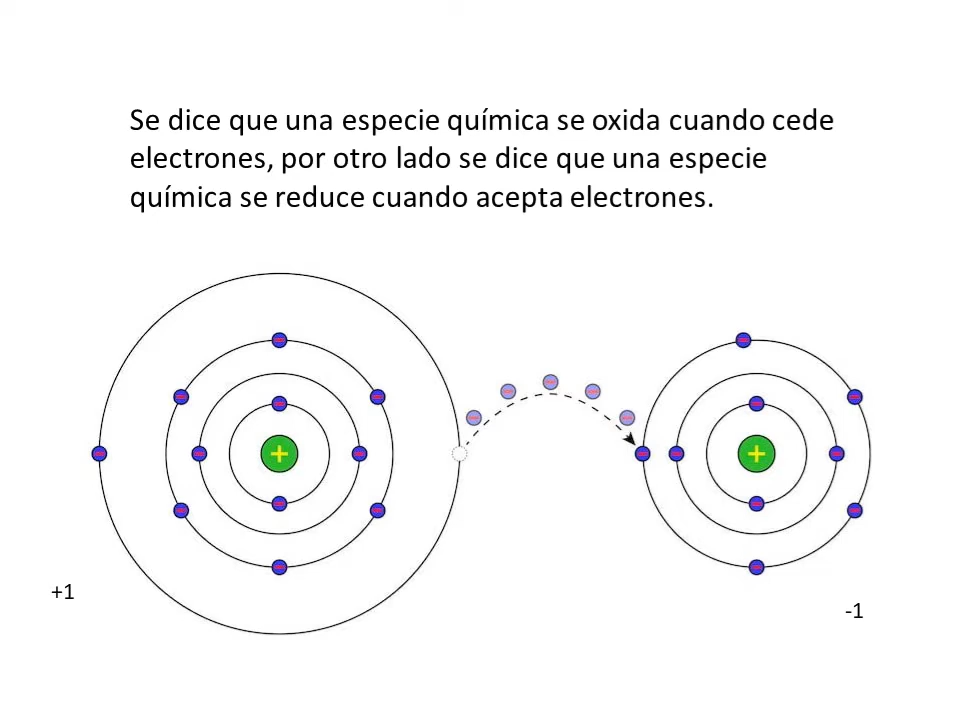 Se dice que una especie química se oxida cuando cede
electrones, por otro lado se dice que una especie
química se reduce cuando acepta electrones.
+1
-1